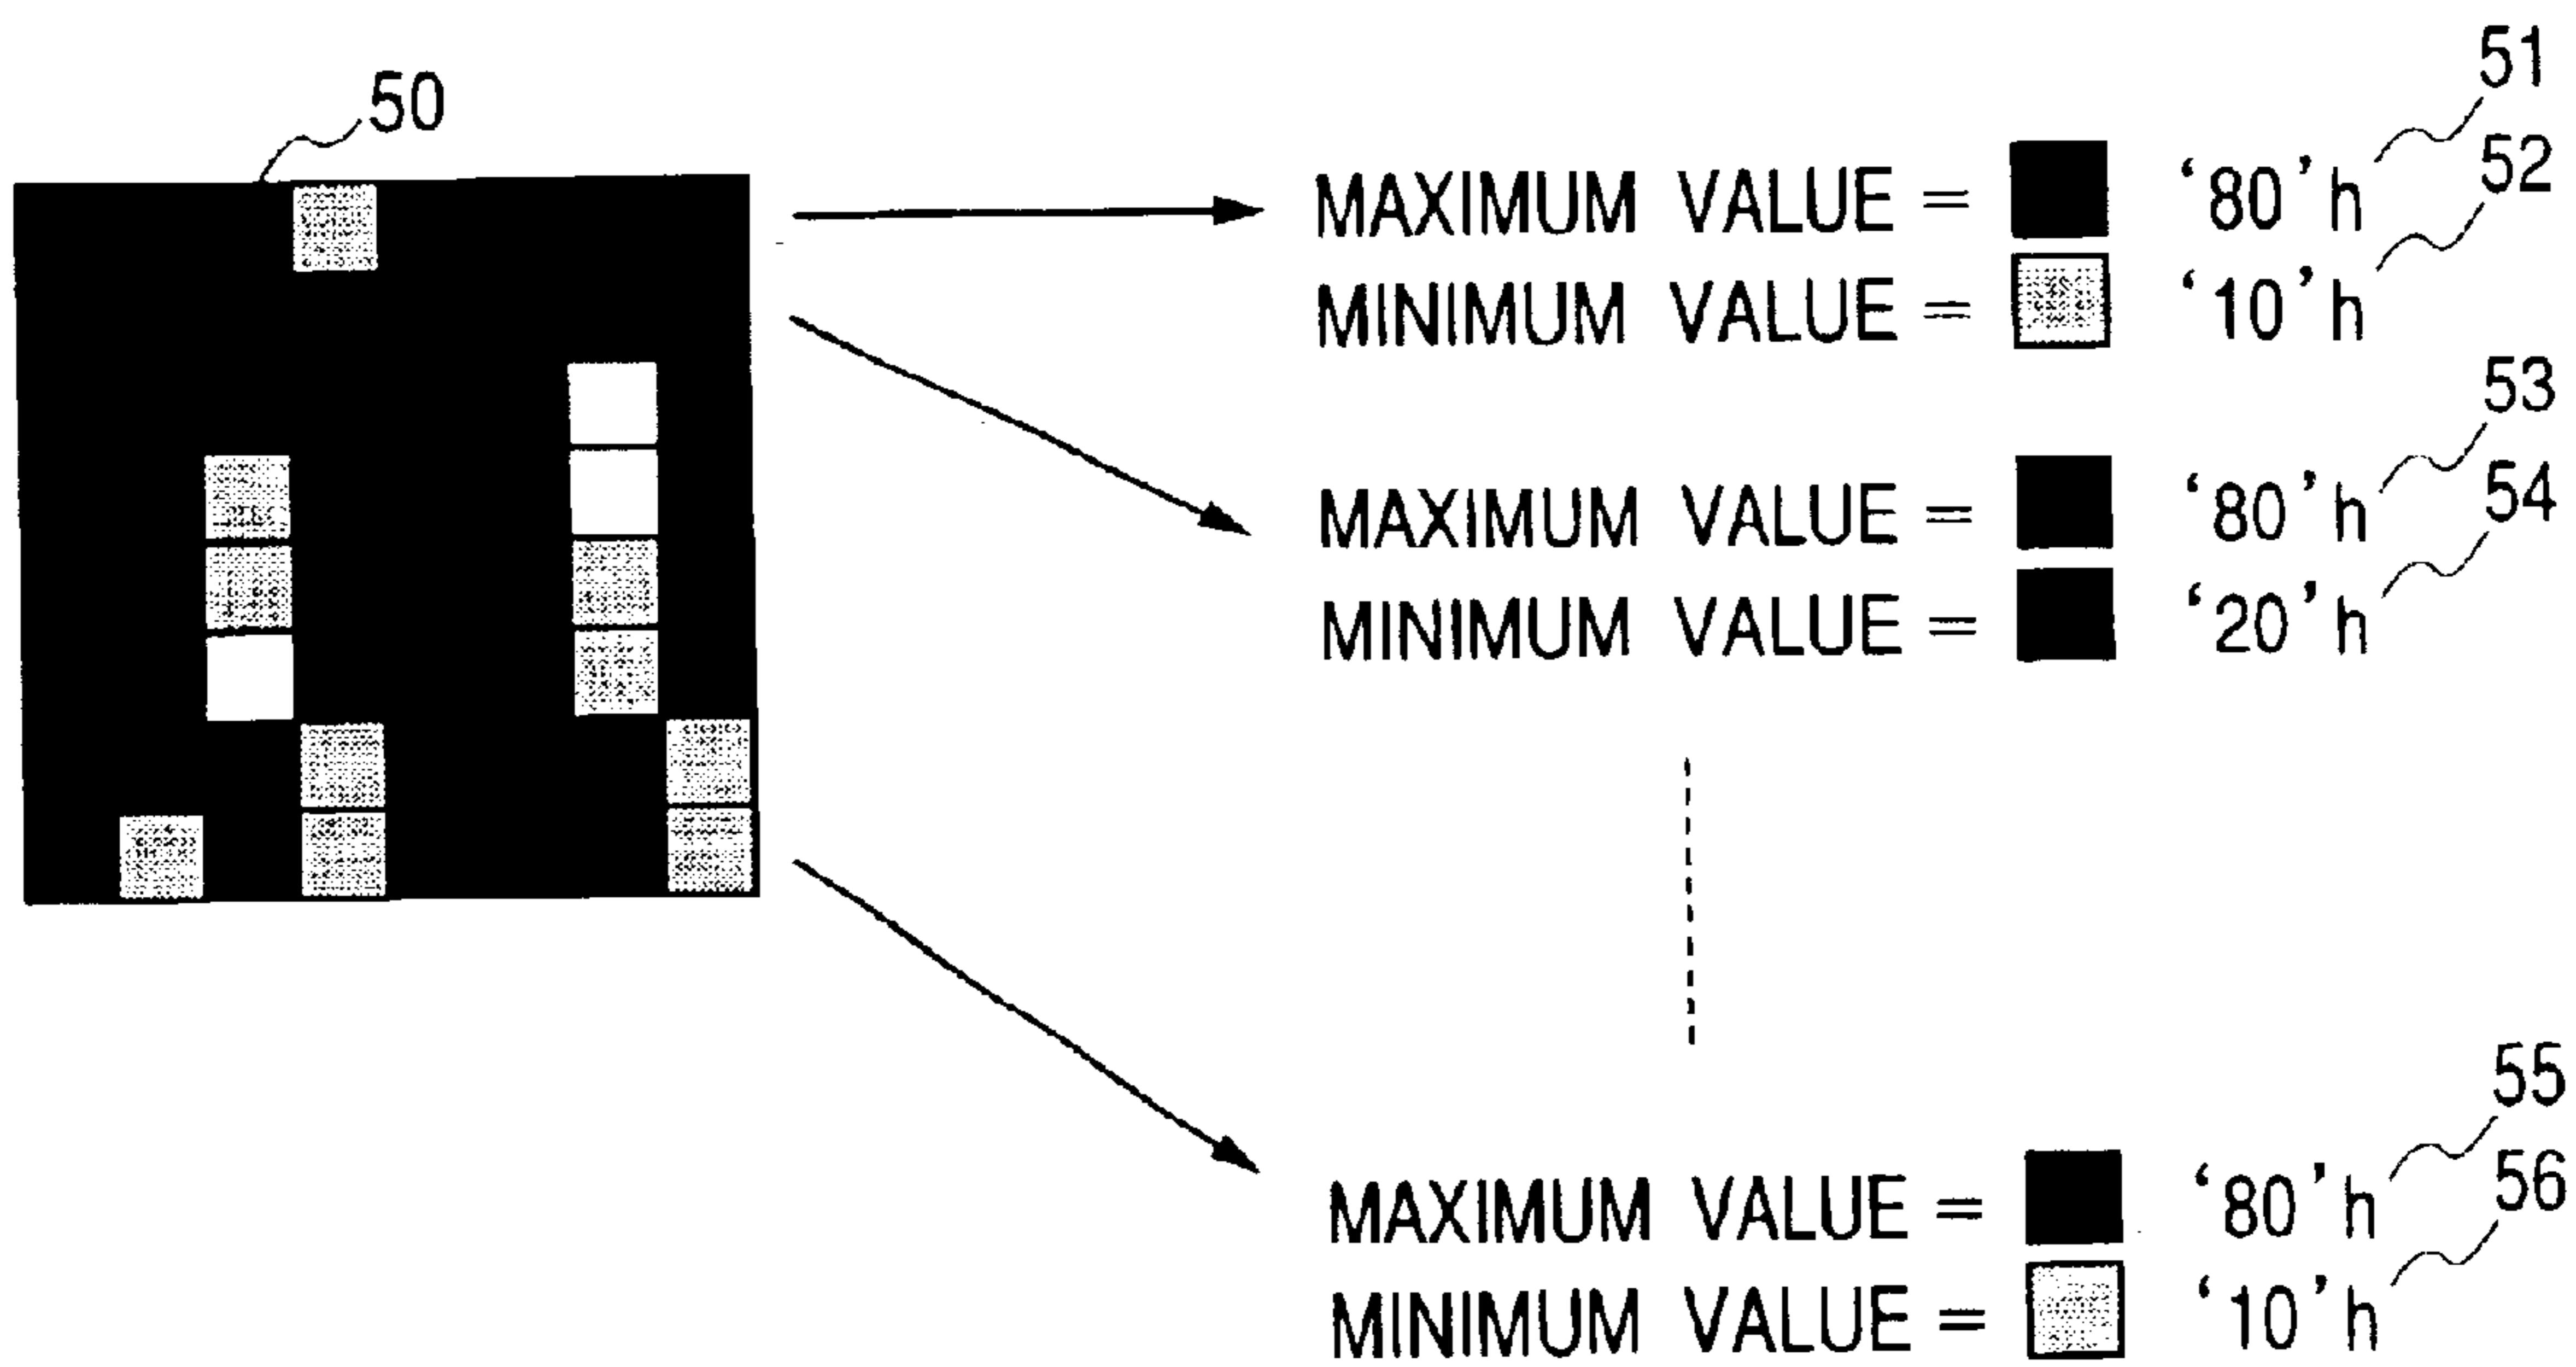 50
51
MAXIMUM VALUE = '80'h
52
MINIMUM VALUE = '10'h
53
MAXIMUM VALUE = '80'h
54
MINIMUM VALUE = '20'h
55
MAXIMUM VALUE = '80'h
56
MINIMUM VALUE = '10'h